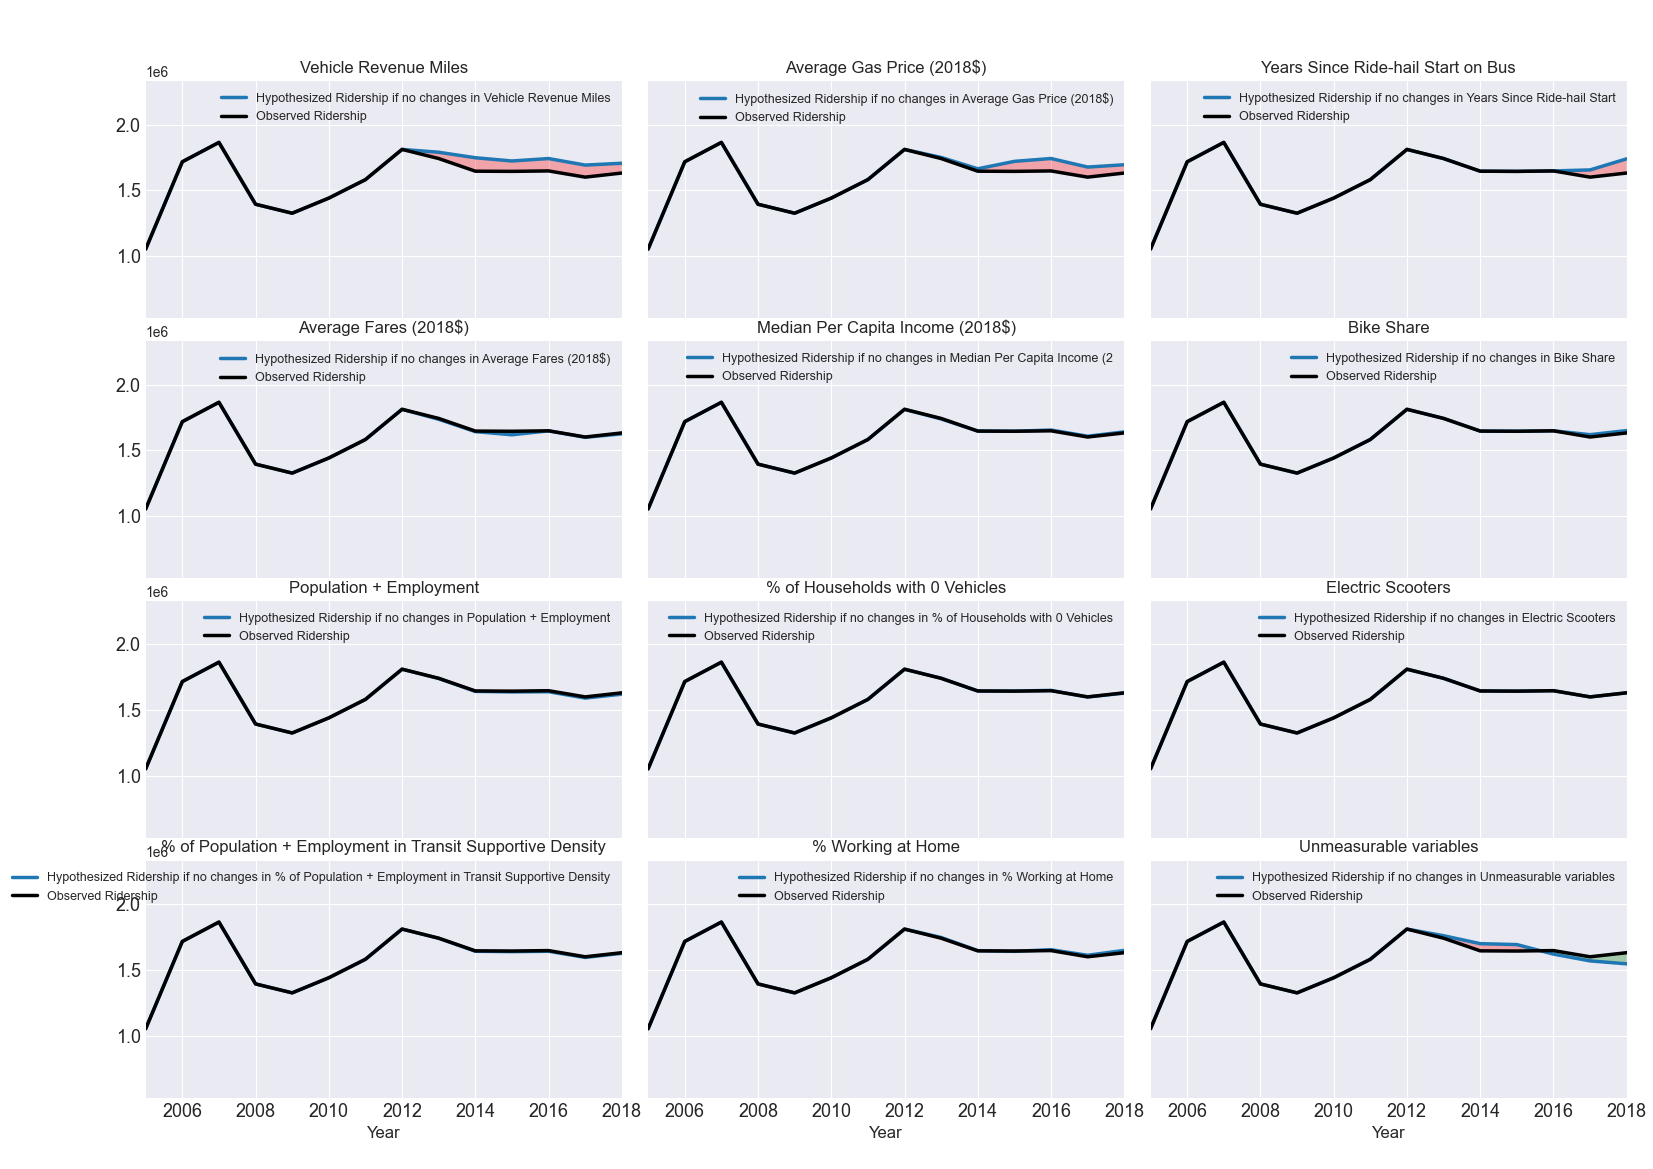 Vehicle Revenue Miles
1e6
Hypothesized Ridership if no changes in Vehicle Revenue Miles
Observed Ridership
2.0
1.5
1.0
Average Gas Price (2018$)
Hypothesized Ridership if no changes in Average Gas Price (2018$)
Observed Ridership
Years Since Ride-hail Start on Bus
Hypothesized Ridership if no changes in Years Since Ride-hail Start
Observed Ridership
Average Fares (2018$)
1e6
Hypothesized Ridership if no changes in Average Fares (2018$)
Observed Ridership
2.0
1.5
1.0
Median Per Capita Income (2018$)
Hypothesized Ridership if no changes in Median Per Capita Income (2
Observed Ridership
Bike Share
Hypothesized Ridership if no changes in Bike Share
Observed Ridership
Population + Employment
1e6
Hypothesized Ridership if no changes in Population + Employment
Observed Ridership
2.0
1.5
1.0
% of Households with 0 Vehicles
Hypothesized Ridership if no changes in % of Households with 0 Vehicles
Observed Ridership
Electric Scooters
Hypothesized Ridership if no changes in Electric Scooters
Observed Ridership
% of Population + Employment in Transit Supportive Density
1e6
Hypothesized Ridership if no changes in % of Population + Employment in Transit Supportive Density
Observed Ridership
2.0
1.5
1.0
2006 2008 2010 2012 2014 2016 2018
Year
% Working at Home
Hypothesized Ridership if no changes in % Working at Home
Observed Ridership
2006 2008 2010 2012 2014 2016 2018
Year
Unmeasurable variables
Hypothesized Ridership if no changes in Unmeasurable variables
Observed Ridership
2006 2008 2010 2012 2014 2016 2018
Year